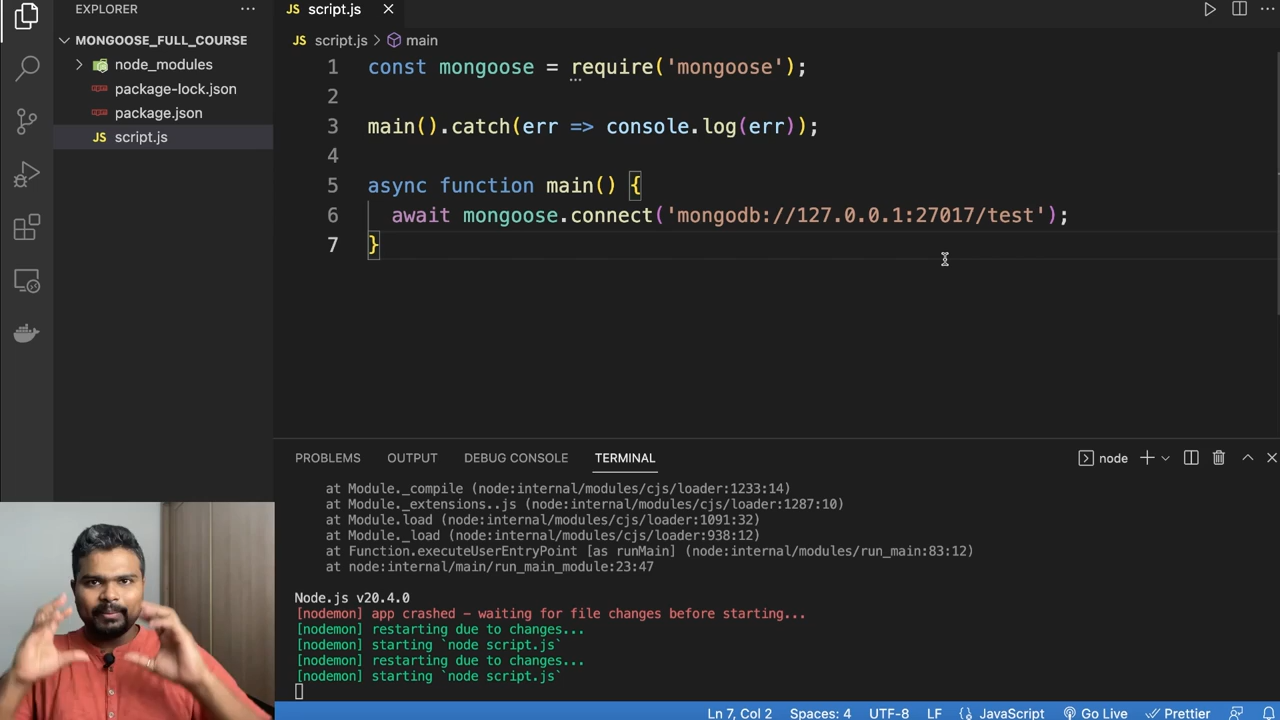 EXPLORER
MONGOOSE_FULL_COURSE
node_modules
package-lock.json
package.json
JS script.js
JS script.js
JS script.js > main
1 const mongoose = require('mongoose');
2
3 main().catch(err => console.log(err));
4
5 async function main() {
6 await mongoose.connect('mongodb://127.0.0.1:27017/test');
7 }
PROBLEMS OUTPUT DEBUG CONSOLE TERMINAL node
at Module._compile (node:internal/modules/cjs/loader:1233:14)
at Module._extensions..js (node:internal/modules/cjs/loader:1287:10)
at Module.load (node:internal/modules/cjs/loader:1091:32)
at Module._load (node:internal/modules/cjs/loader:938:12)
at Function.executeUserEntryPoint [as runMain] (node:internal/modules/run_main:83:12)
at node:internal/main/run_main_module:23:47
Node.js v20.4.0
[nodemon] app crashed - waiting for file changes before starting...
[nodemon] restarting due to changes...
[nodemon] starting `node script.js`
[nodemon] restarting due to changes...
[nodemon] starting `node script.js`
Ln 7, Col 2 Spaces: 4 UTF-8 LF {} JavaScript Go Live Prettier